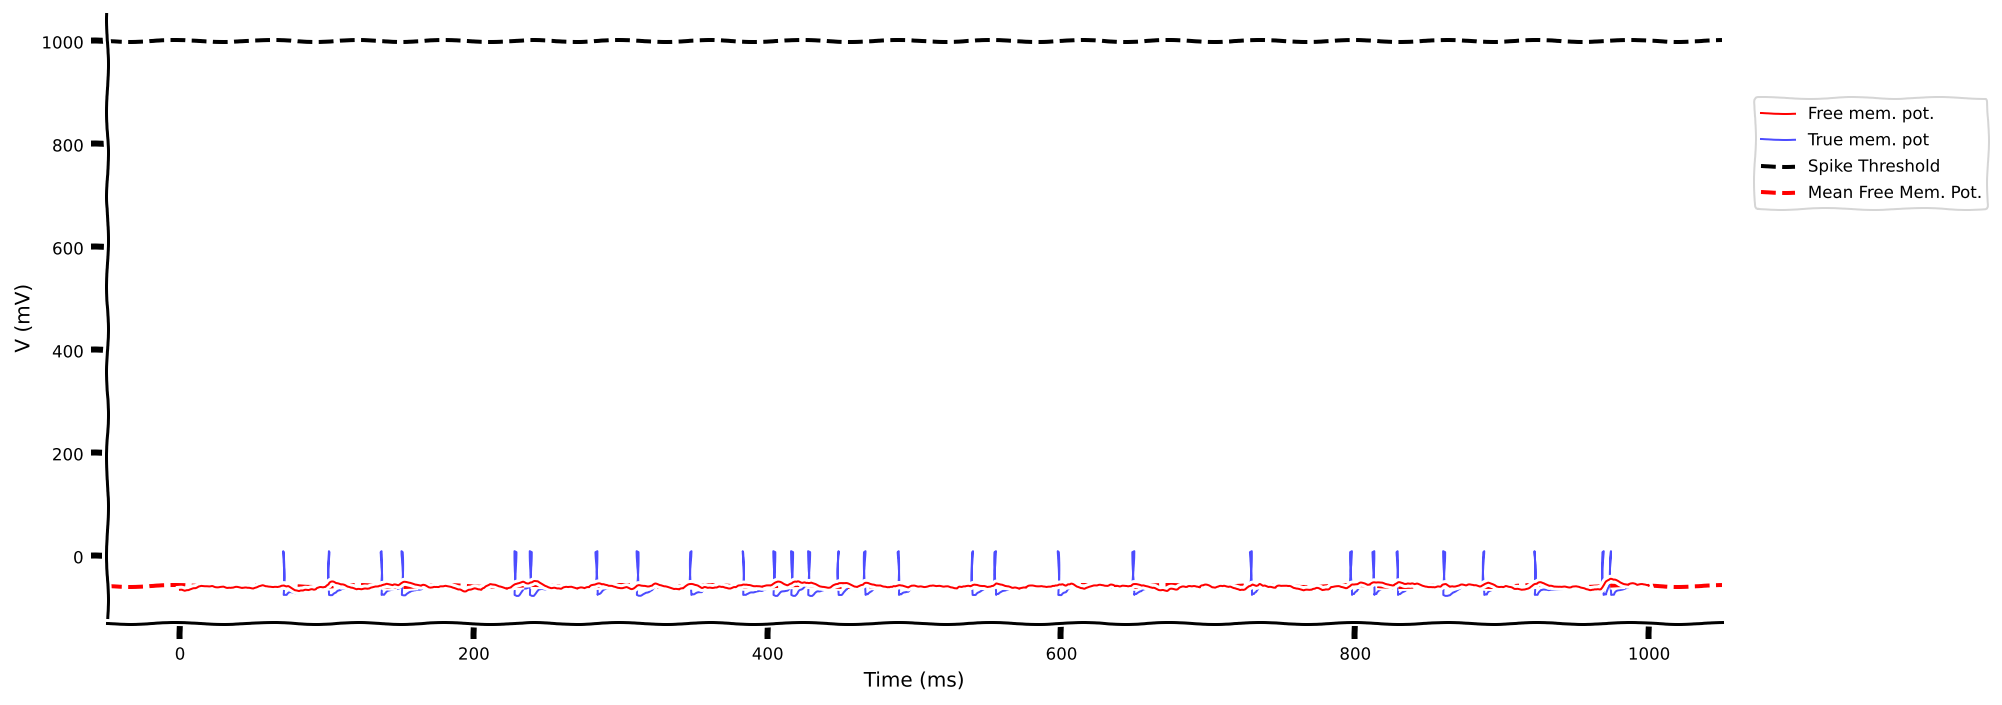 1000
800
600
400
200
0
V (mV)
0 200 400 600 800 1000
Time (ms)
Free mem. pot.
True mem. pot
Spike Threshold
Mean Free Mem. Pot.